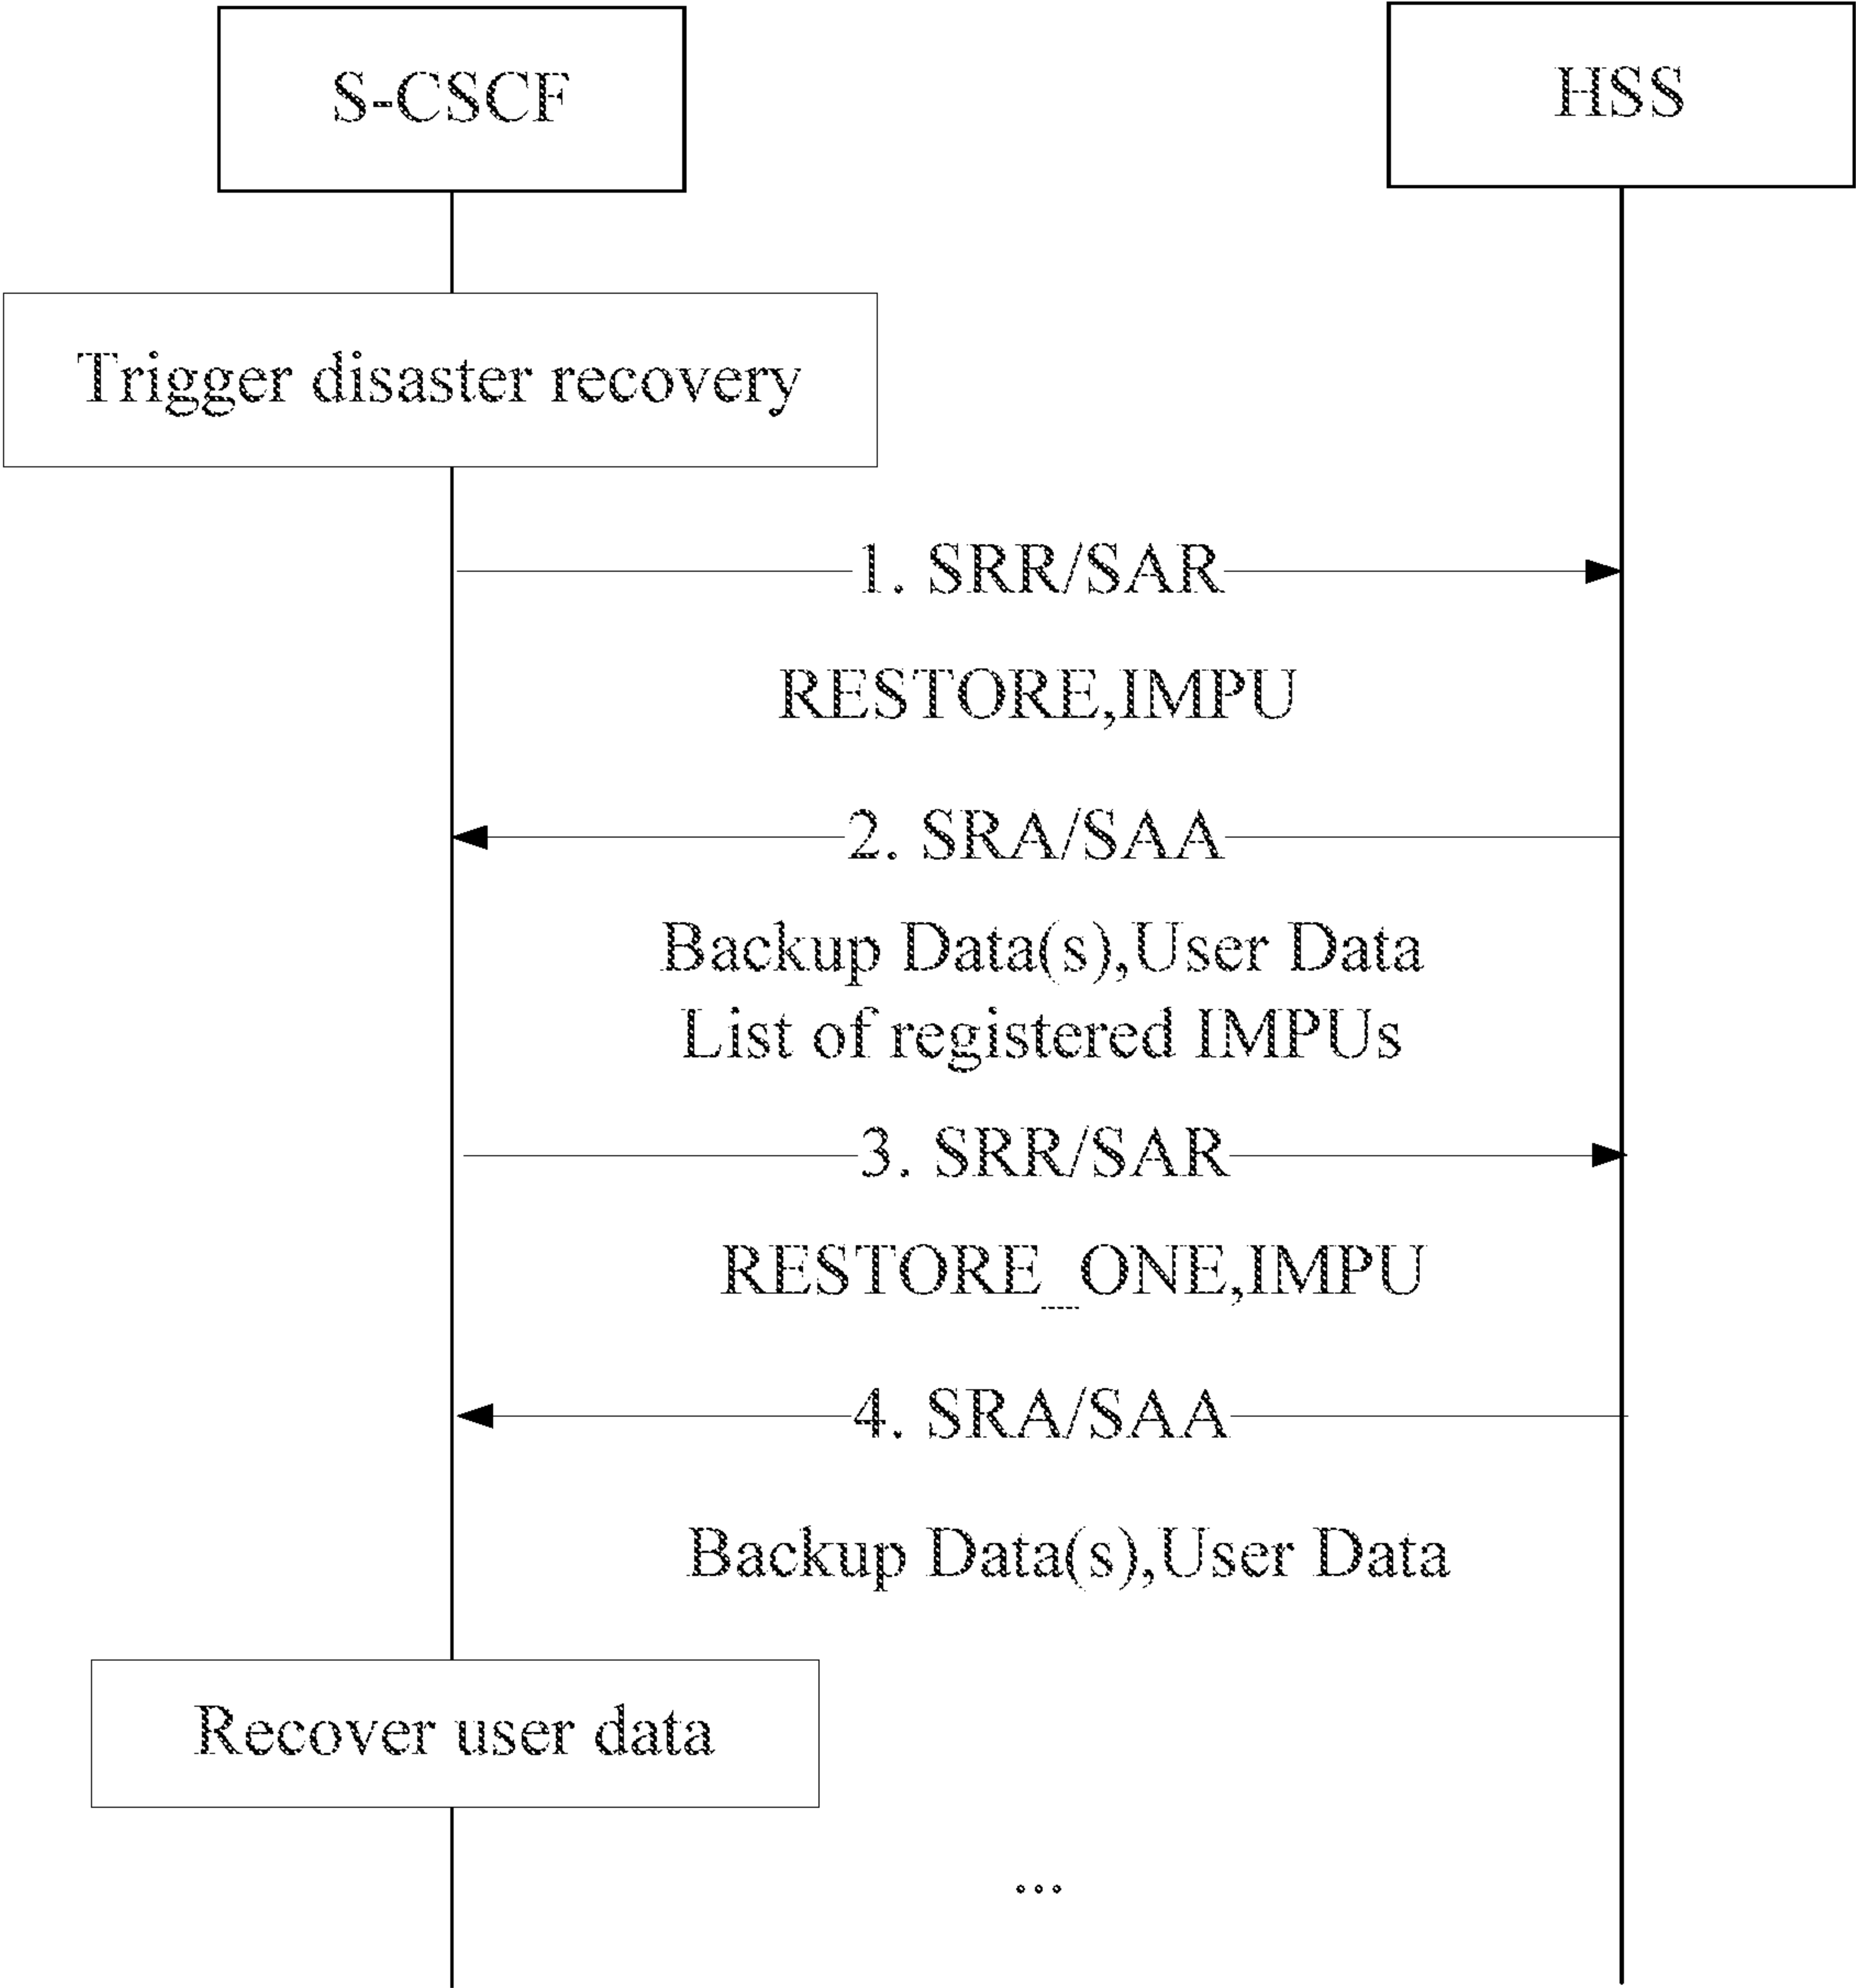 S-CSCF
HSS
Trigger disaster recovery
1. SRR/SAR
RESTORE,IMPU
2. SRA/SAA
Backup Data(s),User Data
List of registered IMPUs
3. SRR/SAR
RESTORE_ONE,IMPU
4. SRA/SAA
Backup Data(s),User Data
Recover user data
...